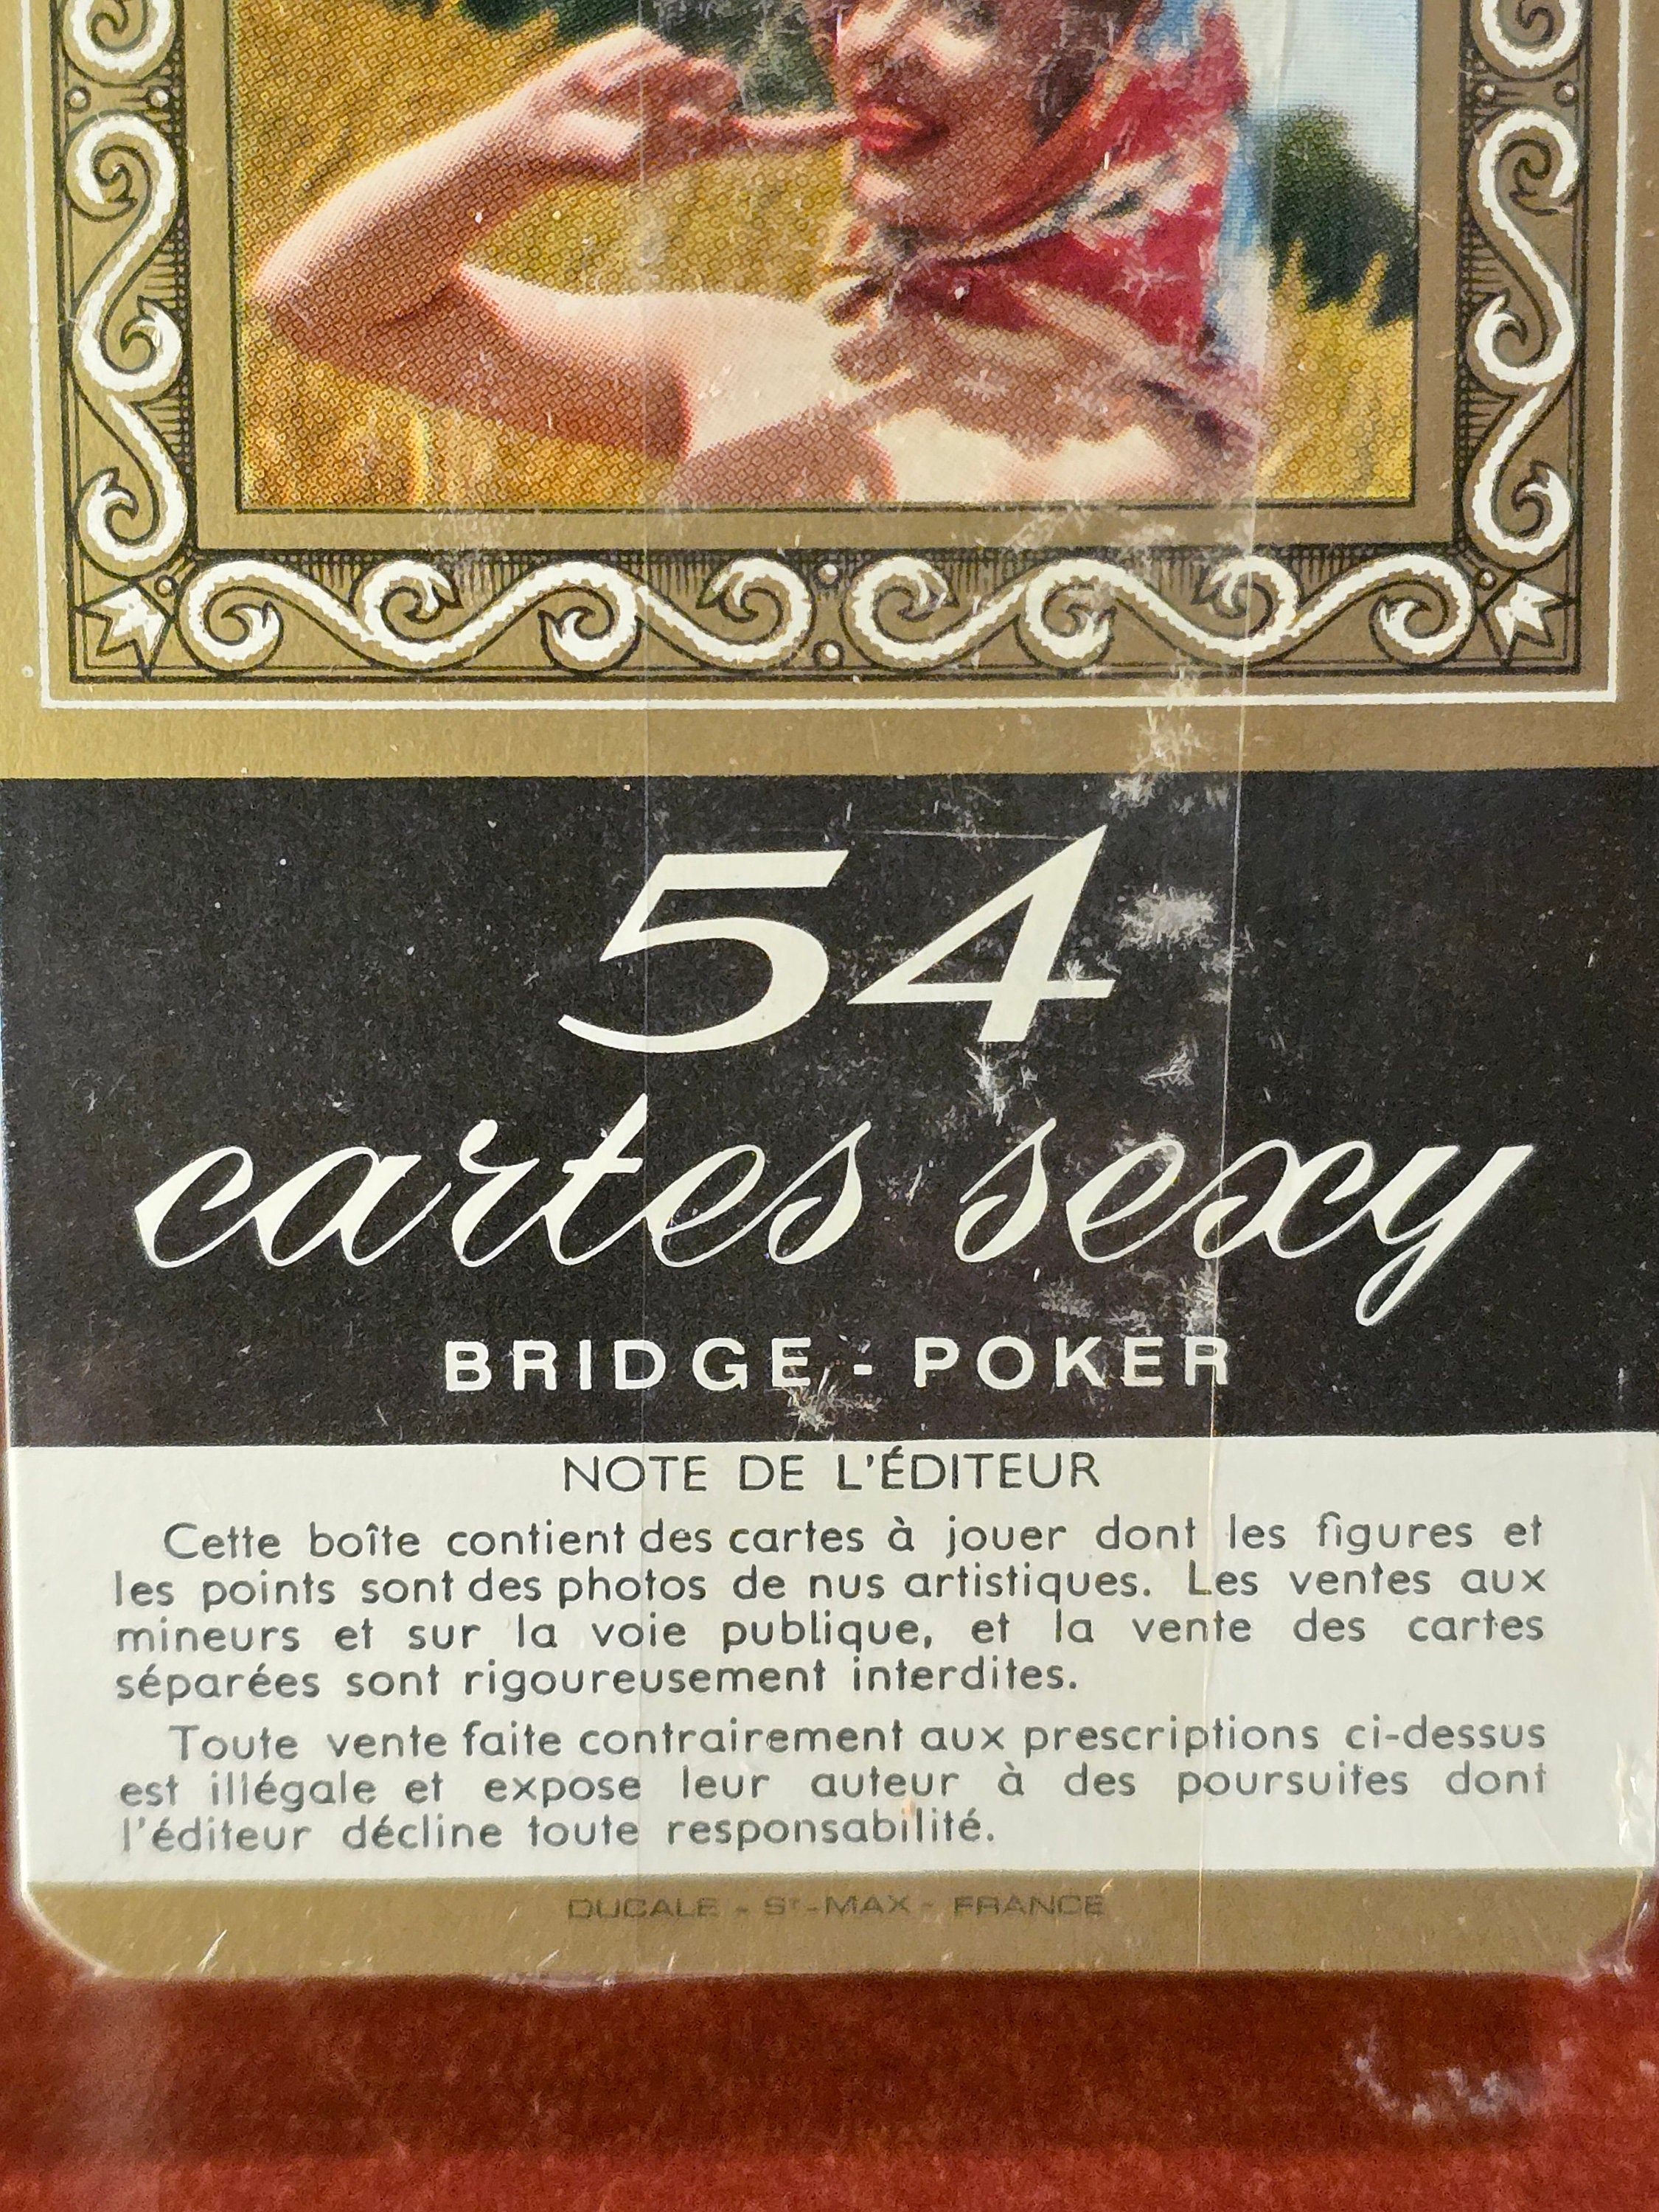 54
cartes sexy
BRIDGE - POKER
NOTE DE L'ÉDITEUR
Cette boîte contient des cartes à jouer dont les figures et
les points sont des photos de nus artistiques. Les ventes aux
mineurs et sur la voie publique, et la vente des cartes
séparées sont rigoureusement interdites.
Toute vente faite contrairement aux prescriptions ci-dessus
est illégale et expose leur auteur à des poursuites dont
l'éditeur décline toute responsabilité.
DUCALE - ST-MAX - FRANCE